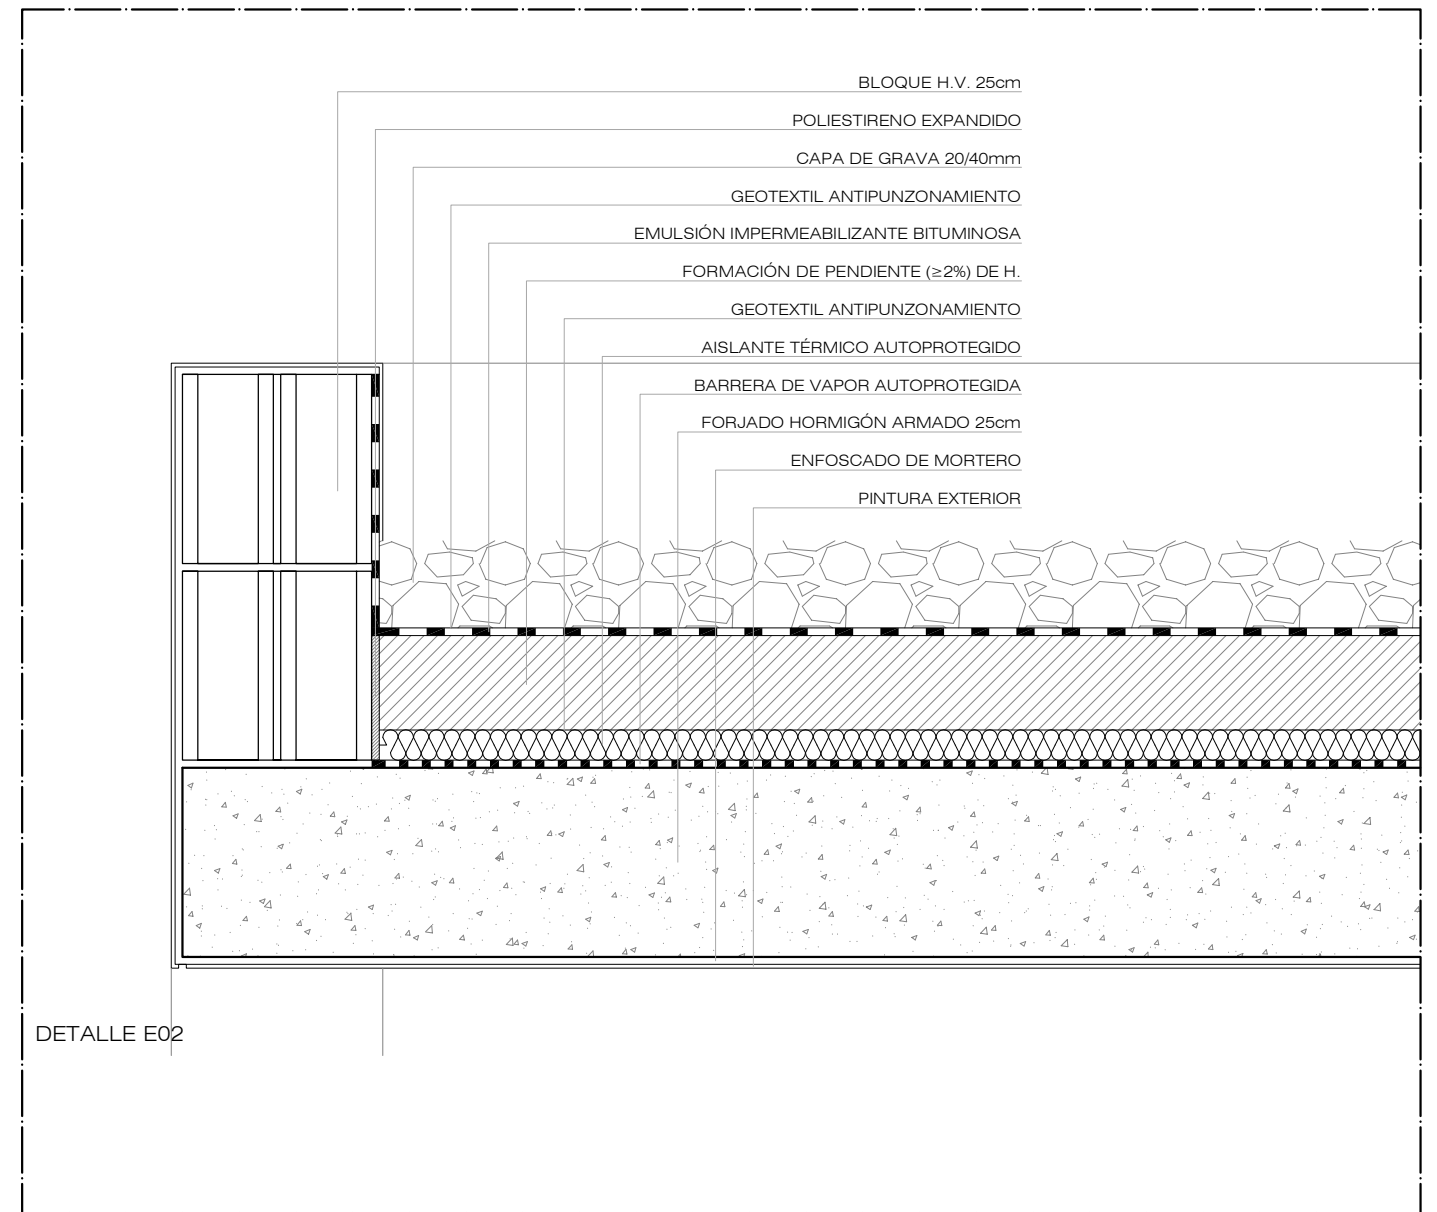 BLOQUE H.V. 25cm
POLIESTIRENO EXPANDIDO
CAPA DE GRAVA 20/40mm
GEOTEXTIL ANTIPUNZONAMIENTO
EMULSIÓN IMPERMEABILIZANTE BITUMINOSA
FORMACIÓN DE PENDIENTE (≥2%) DE H.
GEOTEXTIL ANTIPUNZONAMIENTO
AISLANTE TÉRMICO AUTOPROTEGIDO
BARRERA DE VAPOR AUTOPROTEGIDA
FORJADO HORMIGÓN ARMADO 25cm
ENFOSCADO DE MORTERO
PINTURA EXTERIOR
DETALLE E02